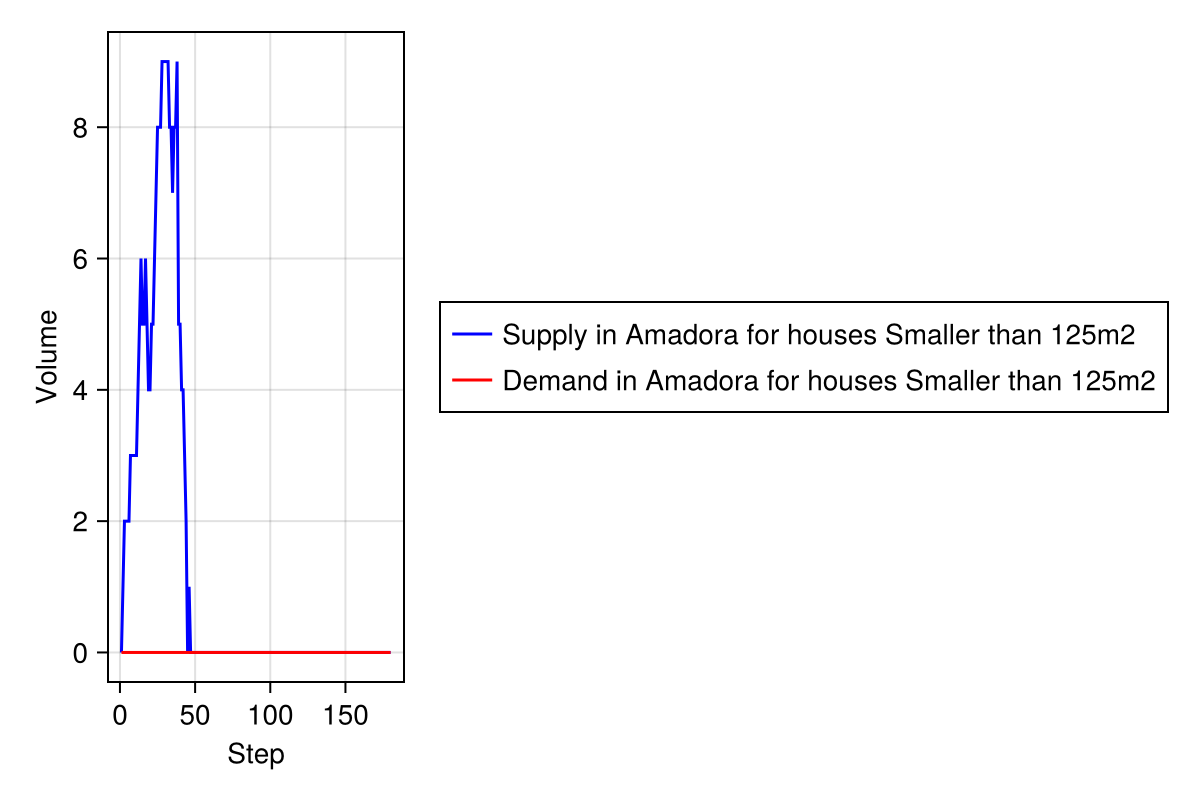 Volume
8
6
4
2
0
0 50 100 150
Step
Supply in Amadora for houses Smaller than 125m2
Demand in Amadora for houses Smaller than 125m2